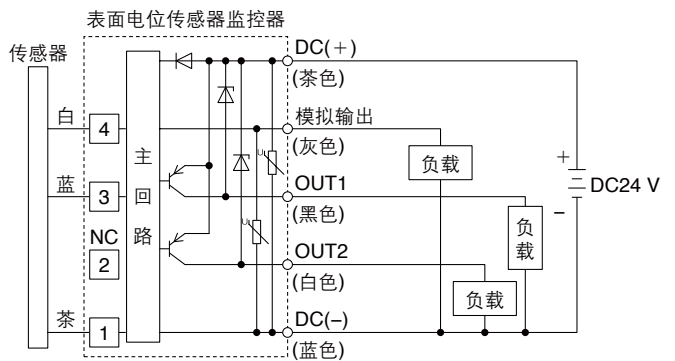 表面电位传感器监控器
传感器
DC(+)
(茶色)
白
4
模拟输出
(灰色)
主回路
负载
+
DC24 V
−
蓝
3
OUT1
(黑色)
负载
NC
2
OUT2
(白色)
负载
茶
1
DC(−)
(蓝色)
U
U